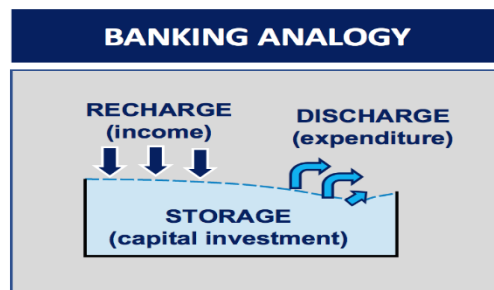 BANKING ANALOGY
RECHARGE
(income)
DISCHARGE
(expenditure)
STORAGE
(capital investment)